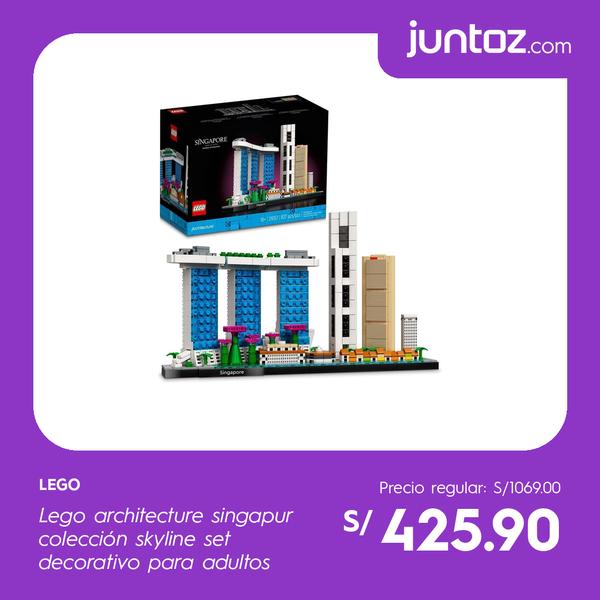 juntoz.com
SINGAPORE
LEGO
Architecture
Singapore
LEGO
Precio regular: S/1069.00
Lego architecture singapur
colección skyline set
decorativo para adultos
S/ 425.90